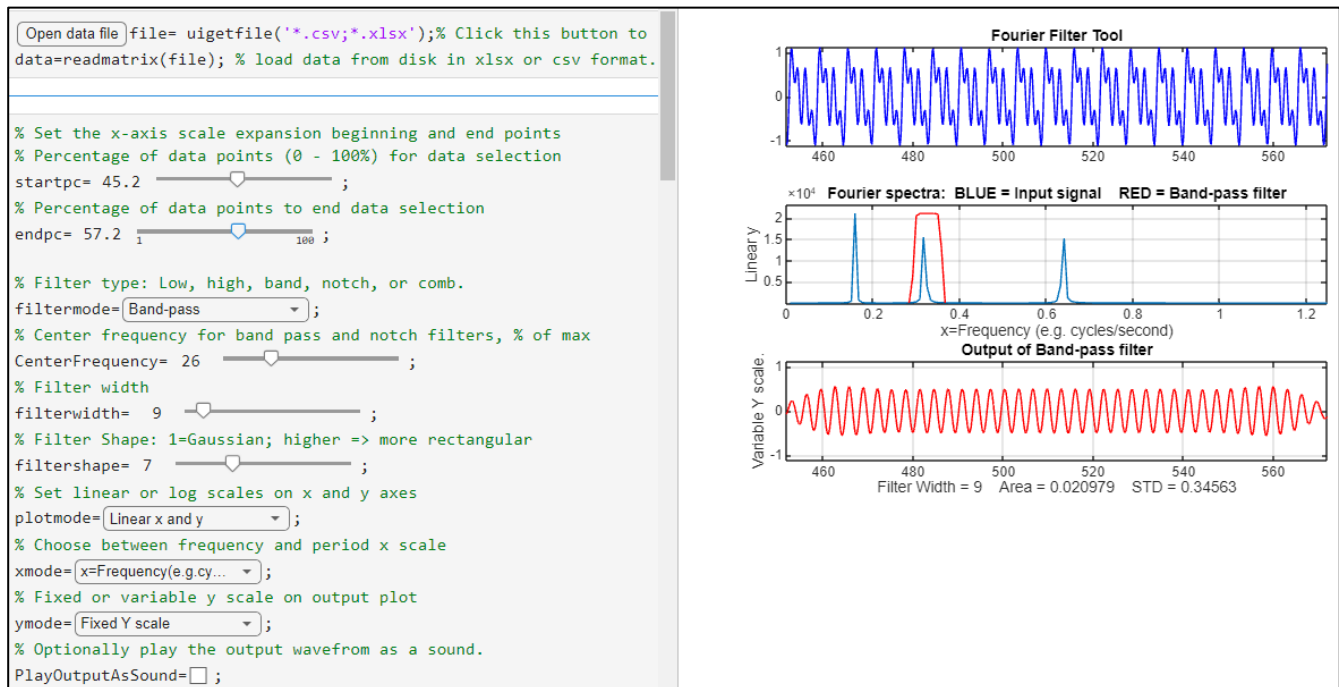 Open data file file= uigetfile('*.csv;*.xlsx');% Click this button to
data=readmatrix(file); % load data from disk in xlsx or csv format.
% Set the x-axis scale expansion beginning and end points
% Percentage of data points (0 - 100%) for data selection
startpc= 45.2 ;
% Percentage of data points to end data selection
endpc= 57.2 1 100 ;
% Filter type: Low, high, band, notch, or comb.
filtermode= Band-pass ;
% Center frequency for band pass and notch filters, % of max
CenterFrequency= 26 ;
% Filter width
filterwidth= 9 ;
% Filter Shape: 1=Gaussian; higher => more rectangular
filtershape= 7 ;
% Set linear or log scales on x and y axes
plotmode= Linear x and y ;
% Choose between frequency and period x scale
xmode= x=Frequency(e.g.cy... ;
% Fixed or variable y scale on output plot
ymode= Fixed Y scale ;
% Optionally play the output wavefrom as a sound.
PlayOutputAsSound= ;
Fourier Filter Tool
1
0
-1
460 480 500 520 540 560
×10⁴ Fourier spectra: BLUE = Input signal RED = Band-pass filter
Linear y
2
1.5
1
0.5
0 0.2 0.4 0.6 0.8 1 1.2
x=Frequency (e.g. cycles/second)
Output of Band-pass filter
Variable Y scale.
1
0
-1
460 480 500 520 540 560
Filter Width = 9 Area = 0.020979 STD = 0.34563